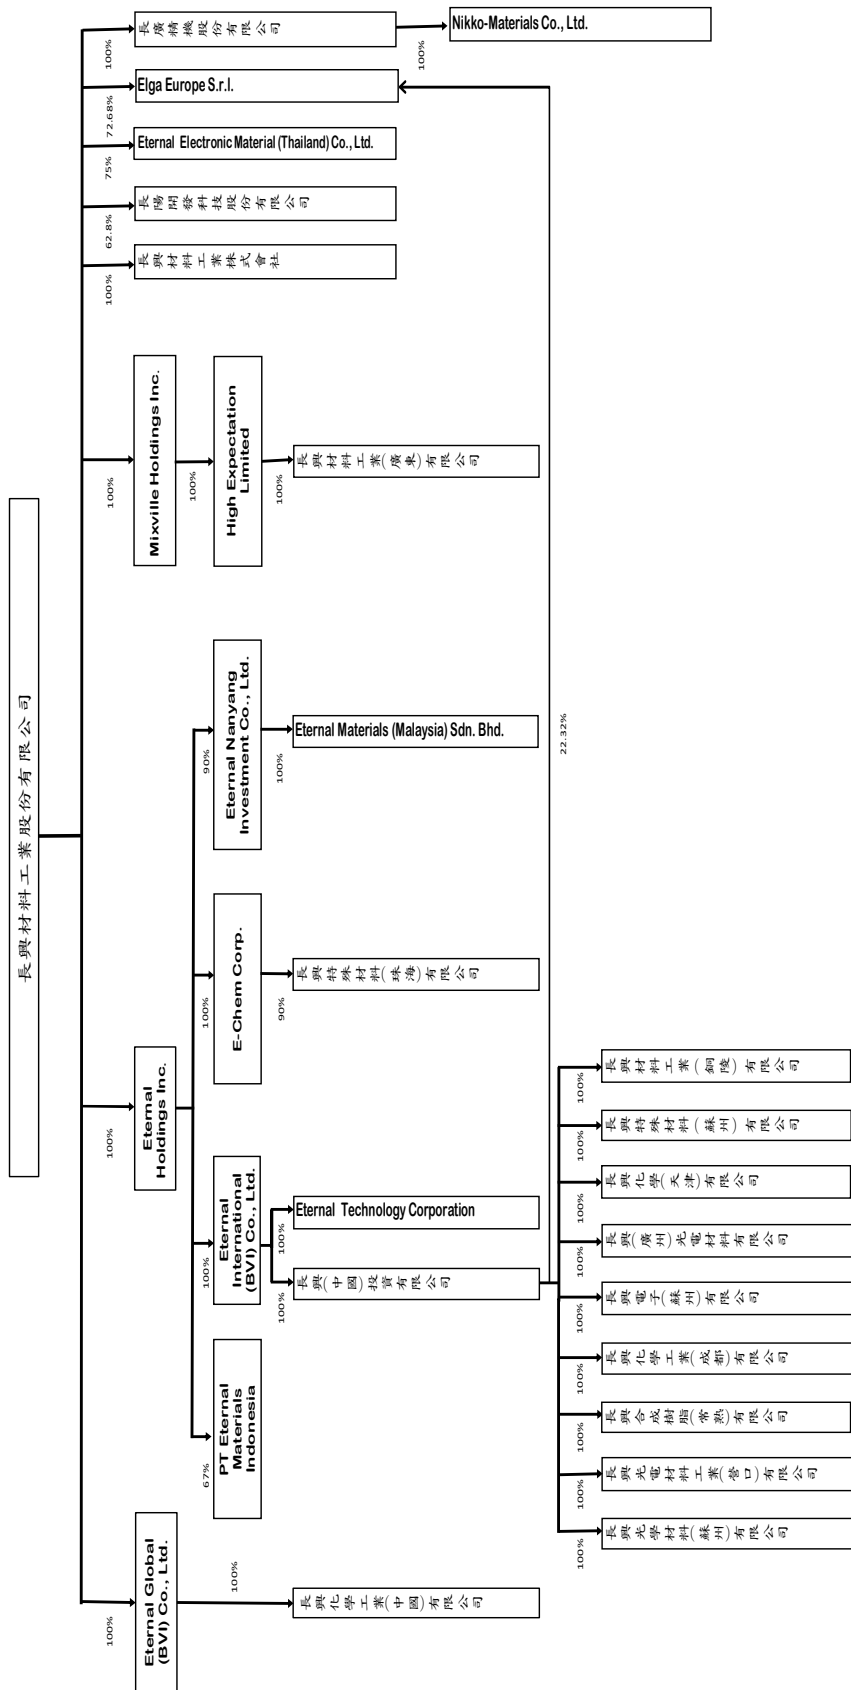 長興材料工業股份有限公司
100%
長廣精機股份有限公司
100%
Nikko-Materials Co., Ltd.
72.68%
Elga Europe S.r.l.
75%
Eternal Electronic Material (Thailand) Co., Ltd.
62.8%
長陽開發科技股份有限公司
100%
長興材料工業株式會社
100%
Mixville Holdings Inc.
100%
High Expectation
Limited
100%
長興材料工業(廣東)有限公司
100%
Eternal
Holdings Inc.
90%
Eternal Nanyang
Investment Co., Ltd.
100%
Eternal Materials (Malaysia) Sdn. Bhd.
22.32%
100%
E-Chem Corp.
90%
長興特殊材料(珠海)有限公司
100%
Eternal
International
(BVI) Co., Ltd.
100%
Eternal Technology Corporation
100%
長興(中國)投資有限公司
100%
長興材料工業(銅陵)有限公司
100%
長興特殊材料(蘇州)有限公司
100%
長興化學(天津)有限公司
100%
長興(廣州)光電材料有限公司
100%
長興電子(蘇州)有限公司
100%
長興化學工業(成都)有限公司
100%
長興合成樹脂(常熟)有限公司
100%
長興光電材料工業(營口)有限公司
100%
長興光學材料(蘇州)有限公司
67%
PT Eternal
Materials
Indonesia
100%
Eternal Global
(BVI) Co., Ltd.
100%
長興化學工業(中國)有限公司